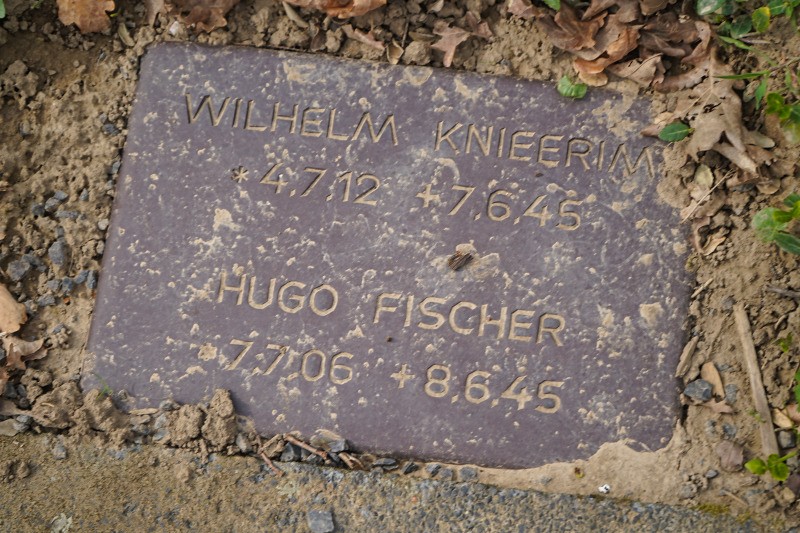 WILHELM KNIEERIM
* 4,7,12 + 7,6,45
HUGO FISCHER
* 7,7,06 + 8,6,45